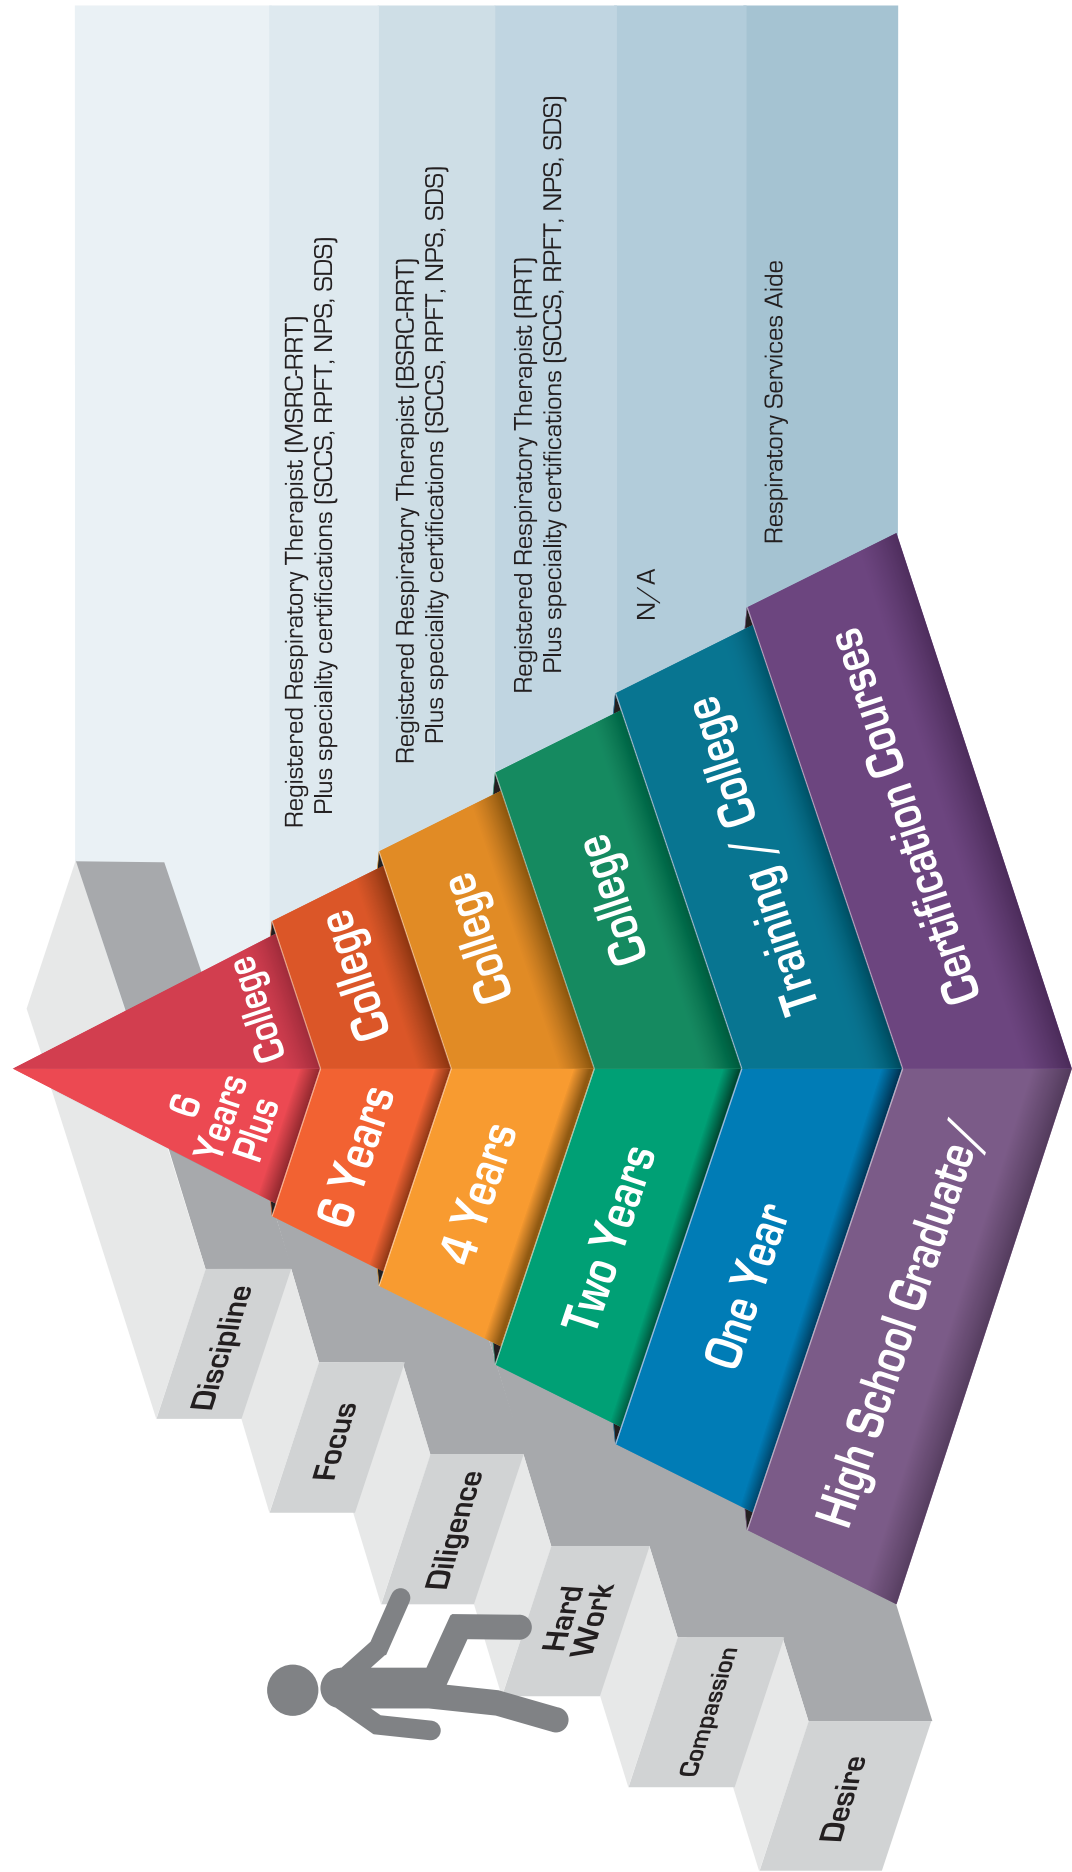 6
Years
Plus
College
6 Years
College
Registered Respiratory Therapist (MSRC-RRT)
Plus speciality certifications (SCCS, RPFT, NPS, SDS)
4 Years
College
Registered Respiratory Therapist (BSRC-RRT)
Plus speciality certifications (SCCS, RPFT, NPS, SDS)
Two Years
College
Registered Respiratory Therapist (RRT)
Plus speciality certifications (SCCS, RPFT, NPS, SDS)
One Year
Training / College
N/A
High School Graduate/
Certification Courses
Respiratory Services Aide
Discipline
Focus
Diligence
Hard
Work
Compassion
Desire